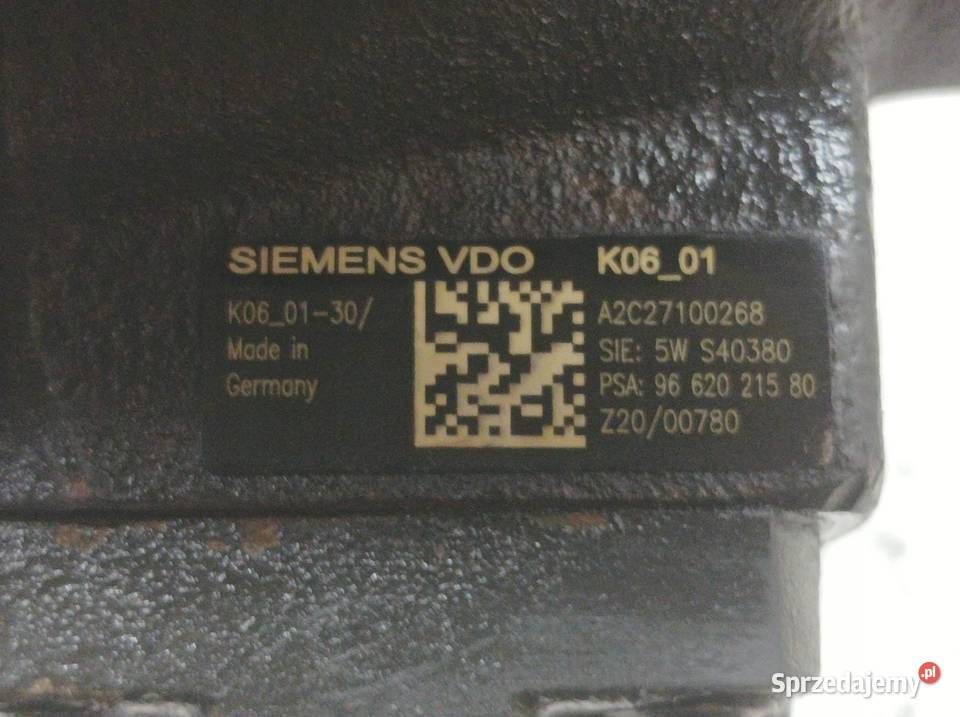 SIEMENS VDO K06_01
K06_01-30/ A2C27100268
Made in SIE: 5W S40380
Germany PSA: 96 620 215 80
Z20/00780
Sprzedajemy.pl